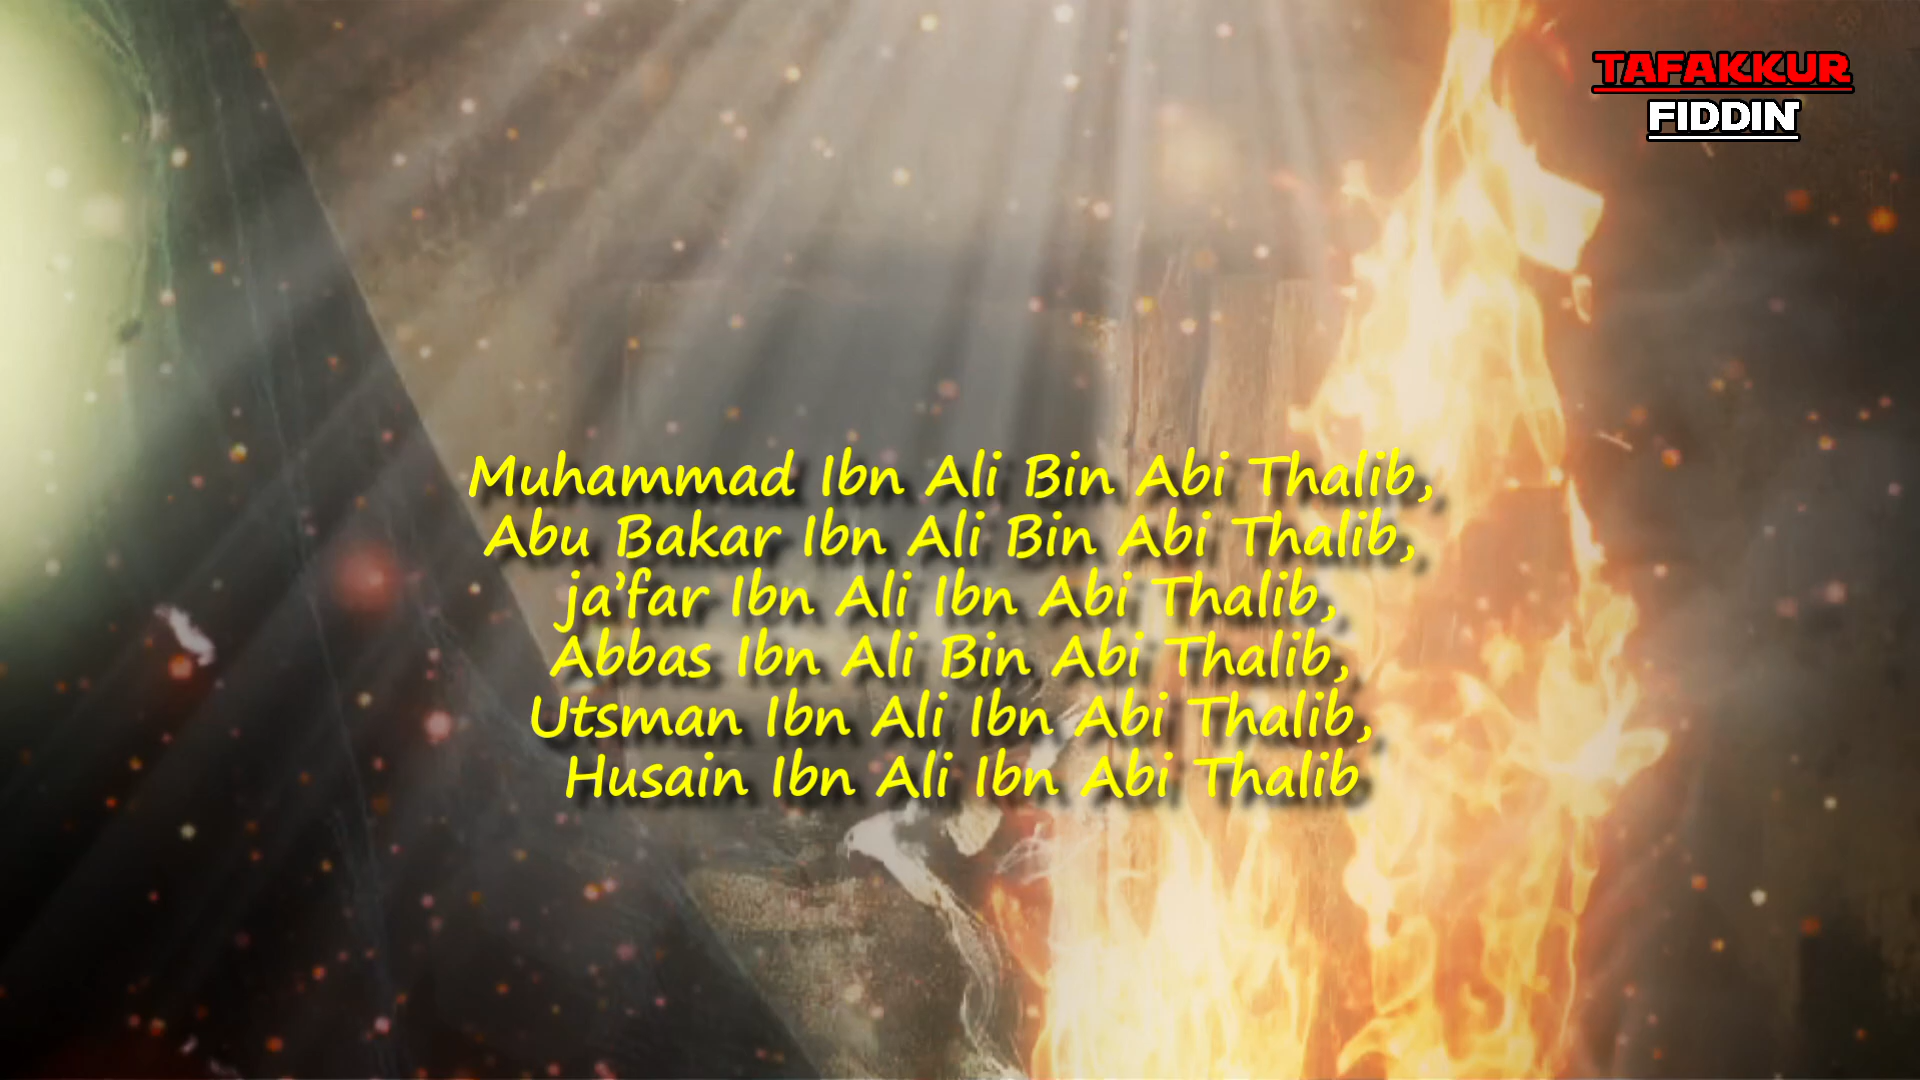 TAFAKKUR
FIDDIN
Muhammad Ibn Ali Bin Abi Thalib,
Abu Bakar Ibn Ali Bin Abi Thalib,
ja'far Ibn Ali Ibn Abi Thalib,
Abbas Ibn Ali Bin Abi Thalib,
Utsman Ibn Ali Ibn Abi Thalib,
Husain Ibn Ali Ibn Abi Thalib